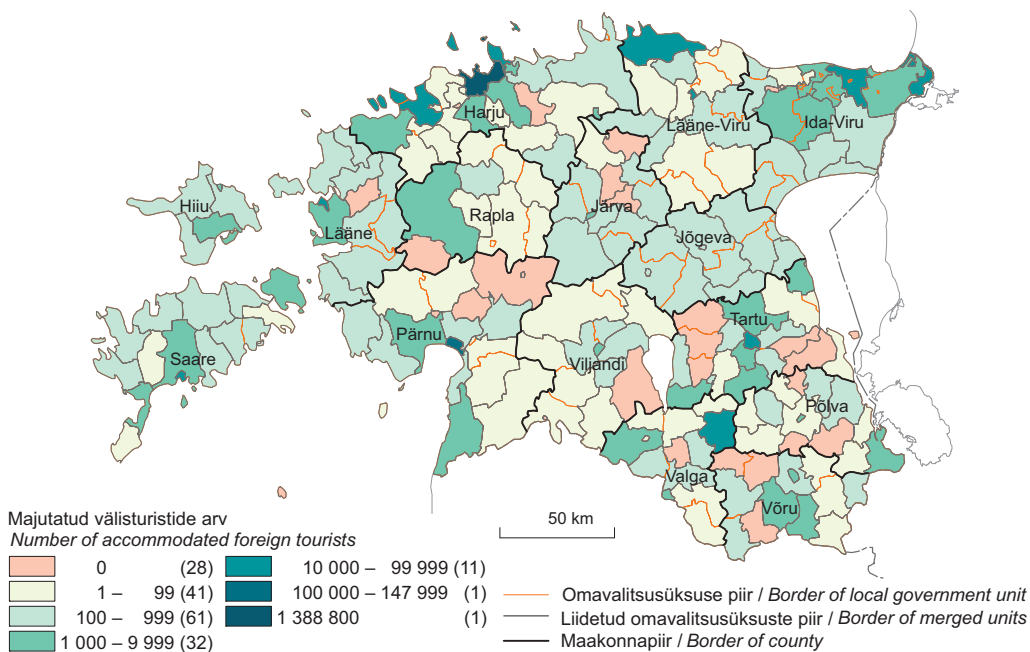 Harju
Lääne-Viru
Ida-Viru
Hiiu
Lääne
Rapla
Järva
Jõgeva
Saare
Pärnu
Viljandi
Tartu
Põlva
Valga
Võru
Majutatud välisturistide arv
Number of accommodated foreign tourists
0 (28)
1 – 99 (41)
100 – 999 (61)
1 000 – 9 999 (32)
10 000 – 99 999 (11)
100 000 – 147 999 (1)
1 388 800 (1)
50 km
Omavalitsusüksuse piir / Border of local government unit
Liidetud omavalitsusüksuste piir / Border of merged units
Maakonnapiir / Border of county